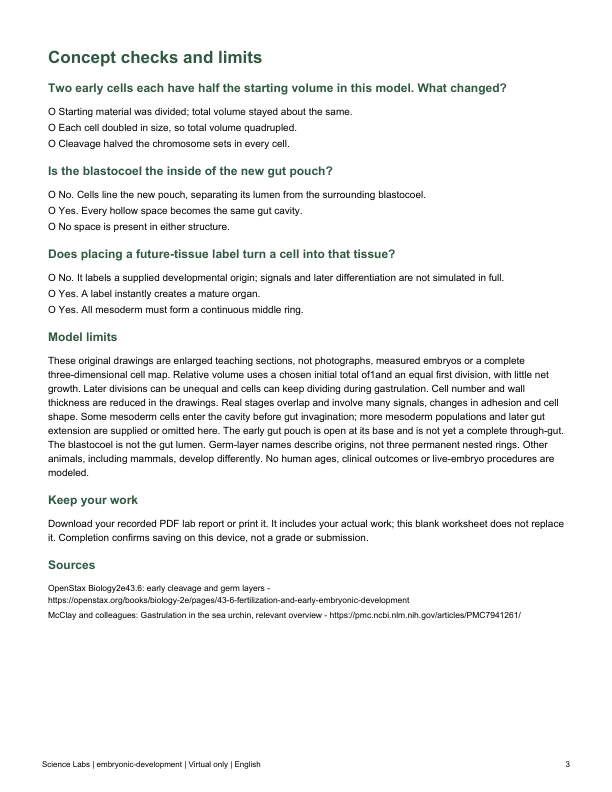 Concept checks and limits
Two early cells each have half the starting volume in this model. What changed?
O Starting material was divided; total volume stayed about the same.
O Each cell doubled in size, so total volume quadrupled.
O Cleavage halved the chromosome sets in every cell.
Is the blastocoel the inside of the new gut pouch?
O No. Cells line the new pouch, separating its lumen from the surrounding blastocoel.
O Yes. Every hollow space becomes the same gut cavity.
O No space is present in either structure.
Does placing a future-tissue label turn a cell into that tissue?
O No. It labels a supplied developmental origin; signals and later differentiation are not simulated in full.
O Yes. A label instantly creates a mature organ.
O Yes. All mesoderm must form a continuous middle ring.
Model limits
These original drawings are enlarged teaching sections, not photographs, measured embryos or a complete
three-dimensional cell map. Relative volume uses a chosen initial total of1and an equal first division, with little net
growth. Later divisions can be unequal and cells can keep dividing during gastrulation. Cell number and wall
thickness are reduced in the drawings. Real stages overlap and involve many signals, changes in adhesion and cell
shape. Some mesoderm cells enter the cavity before gut invagination; more mesoderm populations and later gut
extension are supplied or omitted here. The early gut pouch is open at its base and is not yet a complete through-gut.
The blastocoel is not the gut lumen. Germ-layer names describe origins, not three permanent nested rings. Other
animals, including mammals, develop differently. No human ages, clinical outcomes or live-embryo procedures are
modeled.
Keep your work
Download your recorded PDF lab report or print it. It includes your actual work; this blank worksheet does not replace
it. Completion confirms saving on this device, not a grade or submission.
Sources
OpenStax Biology2e43.6: early cleavage and germ layers -
https://openstax.org/books/biology-2e/pages/43-6-fertilization-and-early-embryonic-development
McClay and colleagues: Gastrulation in the sea urchin, relevant overview - https://pmc.ncbi.nlm.nih.gov/articles/PMC7941261/
Science Labs | embryonic-development | Virtual only | English
3